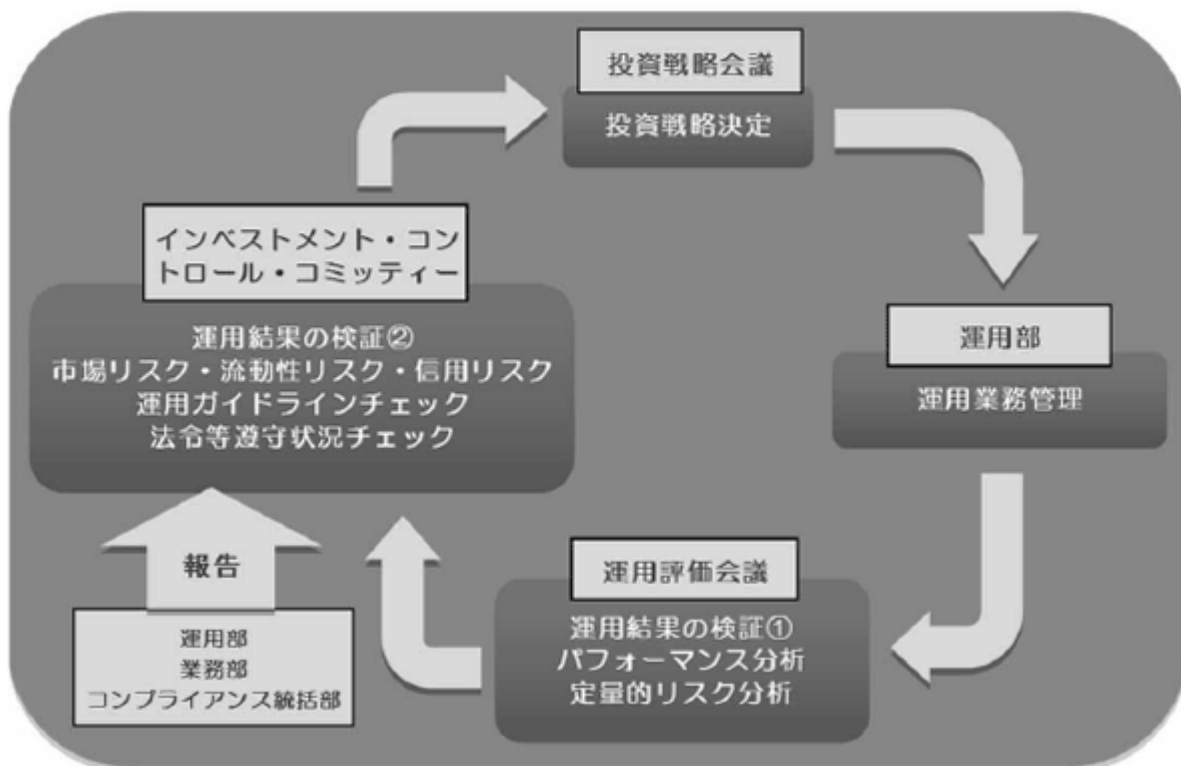 投資戦略会議
投資戦略決定
インベストメント・コン
トロール・コミッティー
運用結果の検証②
市場リスク・流動性リスク・信用リスク
運用ガイドラインチェック
法令等遵守状況チェック
運用部
運用業務管理
報告
運用部
業務部
コンプライアンス統括部
運用評価会議
運用結果の検証①
パフォーマンス分析
定量的リスク分析